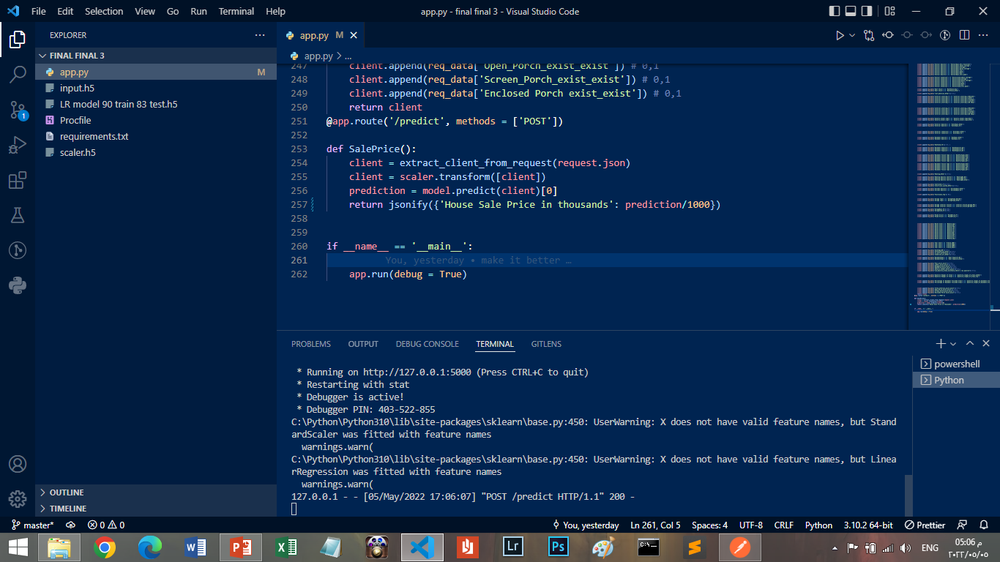 File Edit Selection View Go Run Terminal Help
app.py - final final 3 - Visual Studio Code
EXPLORER
FINAL FINAL 3
app.py M
input.h5
LR model 90 train 83 test.h5
Procfile
requirements.txt
scaler.h5
OUTLINE
TIMELINE
app.py M
app.py > ...
247 client.append(req_data['Open_Porch_exist_exist']) # 0,1
248 client.append(req_data['Screen_Porch_exist_exist']) # 0,1
249 client.append(req_data['Enclosed Porch exist_exist']) # 0,1
250 return client
251 @app.route('/predict', methods = ['POST'])
252
253 def SalePrice():
254 client = extract_client_from_request(request.json)
255 client = scaler.transform([client])
256 prediction = model.predict(client)[0]
257 return jsonify({'House Sale Price in thousands': prediction/1000})
258
259
260 if __name__ == '__main__':
261 You, yesterday • make it better …
262 app.run(debug = True)
PROBLEMS OUTPUT DEBUG CONSOLE TERMINAL GITLENS
powershell
Python
* Running on http://127.0.0.1:5000 (Press CTRL+C to quit)
* Restarting with stat
* Debugger is active!
* Debugger PIN: 403-522-855
C:\Python\Python310\lib\site-packages\sklearn\base.py:450: UserWarning: X does not have valid feature names, but Stand
ardScaler was fitted with feature names
warnings.warn(
C:\Python\Python310\lib\site-packages\sklearn\base.py:450: UserWarning: X does not have valid feature names, but Linea
rRegression was fitted with feature names
warnings.warn(
127.0.0.1 - - [05/May/2022 17:06:07] "POST /predict HTTP/1.1" 200 -
master* 0 0 You, yesterday Ln 261, Col 5 Spaces: 4 UTF-8 CRLF Python 3.10.2 64-bit Prettier
ENG
05:06 م
٢٠٢٢/٠٥/٠٥